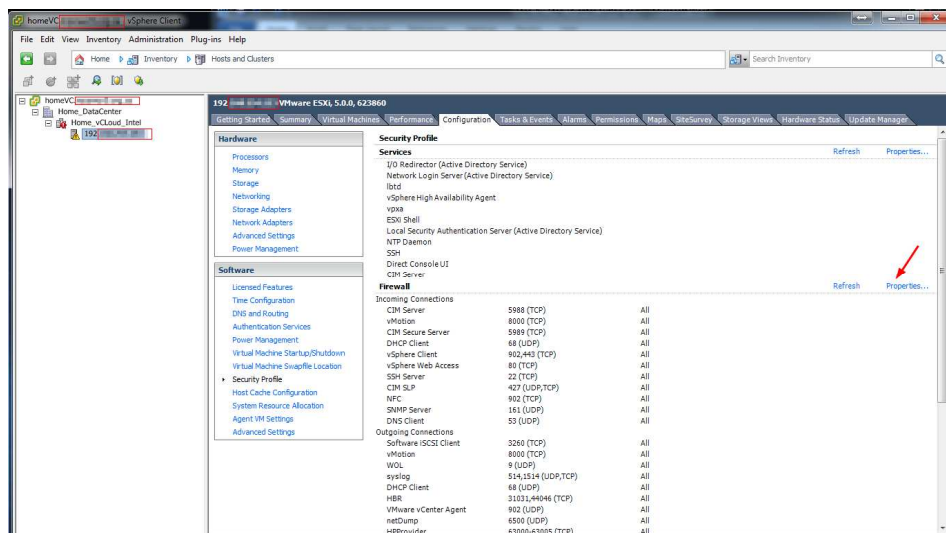 homeVC vSphere Client
File Edit View Inventory Administration Plug-ins Help
Home Inventory Hosts and Clusters Search Inventory
homeVC
Home_DataCenter
Home_vCLoud_Intel
192
192 VMware ESXi, 5.0.0, 623860
Getting Started Summary Virtual Machines Performance Configuration Tasks & Events Alarms Permissions Maps SiteSurvey Storage Views Hardware Status Update Manager
Hardware
Processors
Memory
Storage
Networking
Storage Adapters
Network Adapters
Advanced Settings
Power Management
Software
Licensed Features
Time Configuration
DNS and Routing
Authentication Services
Power Management
Virtual Machine Startup/Shutdown
Virtual Machine Swapfile Location
Security Profile
Host Cache Configuration
System Resource Allocation
Agent VM Settings
Advanced Settings
Security Profile
Services Refresh Properties...
I/O Redirector (Active Directory Service)
Network Login Server (Active Directory Service)
lbtd
vSphere High Availability Agent
vpxa
ESXi Shell
Local Security Authentication Server (Active Directory Service)
NTP Daemon
SSH
Direct Console UI
CIM Server
Firewall Refresh Properties...
Incoming Connections
CIM Server 5988 (TCP) All
vMotion 8000 (TCP) All
CIM Secure Server 5989 (TCP) All
DHCP Client 68 (UDP) All
vSphere Client 902,443 (TCP) All
vSphere Web Access 80 (TCP) All
SSH Server 22 (TCP) All
CIM SLP 427 (UDP,TCP) All
NFC 902 (TCP) All
SNMP Server 161 (UDP) All
DNS Client 53 (UDP) All
Outgoing Connections
Software iSCSI Client 3260 (TCP) All
vMotion 8000 (TCP) All
WOL 9 (UDP) All
syslog 514,1514 (UDP,TCP) All
DHCP Client 68 (UDP) All
HBR 31031,44046 (TCP) All
VMware vCenter Agent 902 (UDP) All
netDump 6500 (UDP) All
HPProvider 63000-63005 (TCP) All